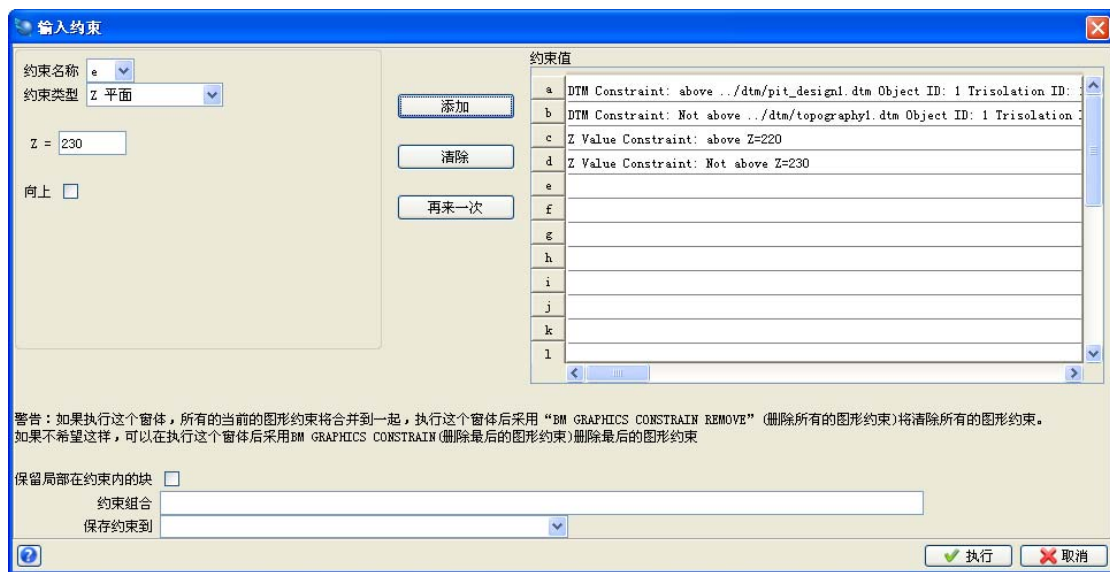 输入约束
约束名称 e
约束类型 Z 平面
Z = 230
向上
添加
清除
再来一次
约束值
a DTM Constraint: above ../dtm/pit_design1.dtm Object ID: 1 Trisolation ID:
b DTM Constraint: Not above ../dtm/topography1.dtm Object ID: 1 Trisolation
c Z Value Constraint: above Z=220
d Z Value Constraint: Not above Z=230
e
f
g
h
i
j
k
l
警告：如果执行这个窗体，所有的当前的图形约束将合并到一起，执行这个窗体后采用“BM GRAPHICS CONSTRAIN REMOVE”(删除所有的图形约束)将清除所有的图形约束。
如果不希望这样，可以在执行这个窗体后采用BM GRAPHICS CONSTRAIN(删除最后的图形约束)删除最后的图形约束
保留局部在约束内的块
约束组合
保存约束到
执行
取消